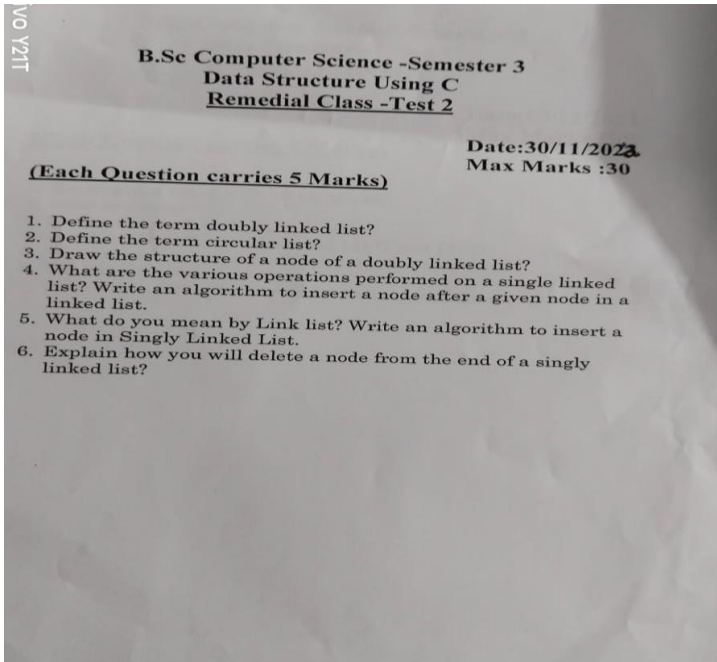 vo Y21T
B.Sc Computer Science -Semester 3
Data Structure Using C
Remedial Class -Test 2
Date:30/11/2023
Max Marks :30
(Each Question carries 5 Marks)
1. Define the term doubly linked list?
2. Define the term circular list?
3. Draw the structure of a node of a doubly linked list?
4. What are the various operations performed on a single linked
list? Write an algorithm to insert a node after a given node in a
linked list.
5. What do you mean by Link list? Write an algorithm to insert a
node in Singly Linked List.
6. Explain how you will delete a node from the end of a singly
linked list?